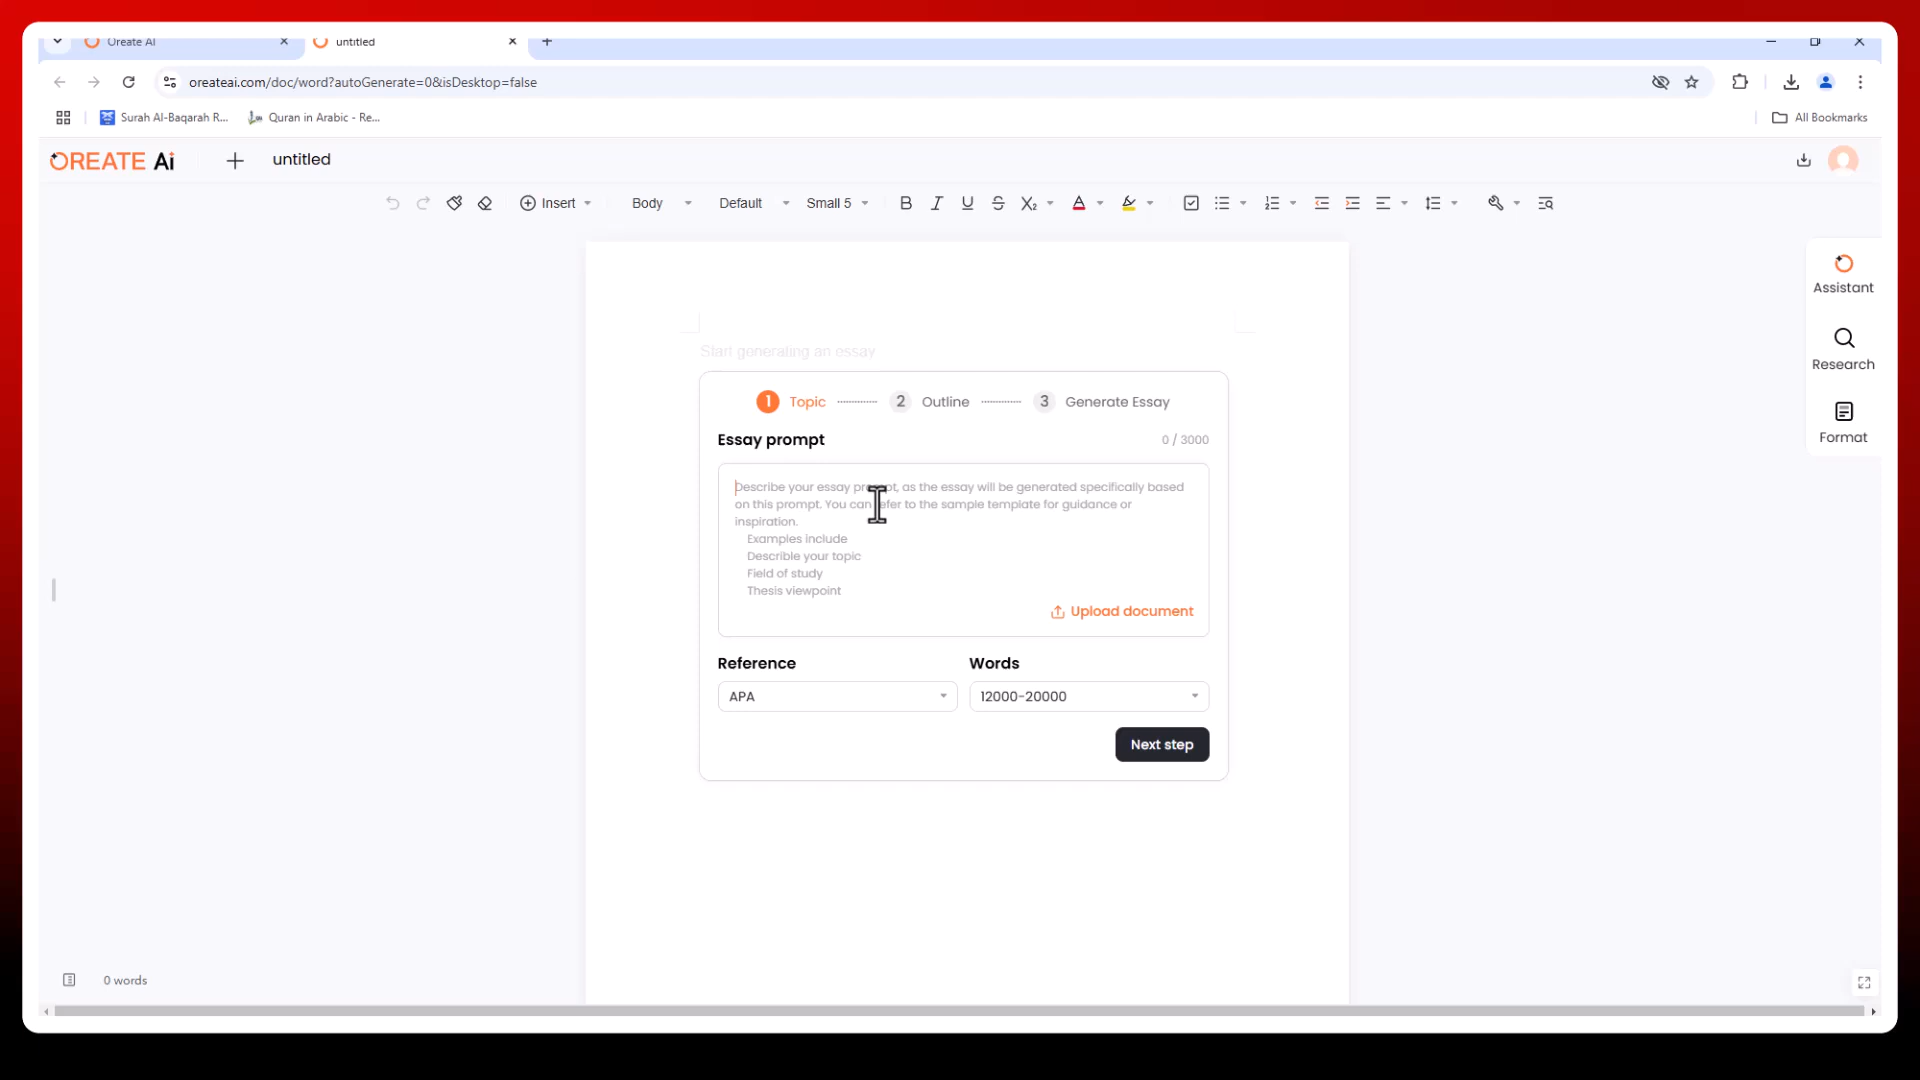 Oreate AI
untitled
oreateai.com/doc/word?autoGenerate=0&isDesktop=false
Surah Al-Baqarah R...
Quran in Arabic - Re...
All Bookmarks
OREATE Ai
untitled
Insert
Body
Default
Small 5
B
I
U
S
X₂
A
Assistant
Research
Format
Start generating an essay
1 Topic
2 Outline
3 Generate Essay
Essay prompt
0 / 3000
Describe your essay prompt, as the essay will be generated specifically based
on this prompt. You can refer to the sample template for guidance or
inspiration.
Examples include
Describle your topic
Field of study
Thesis viewpoint
Upload document
Reference
Words
APA
12000-20000
Next step
0 words